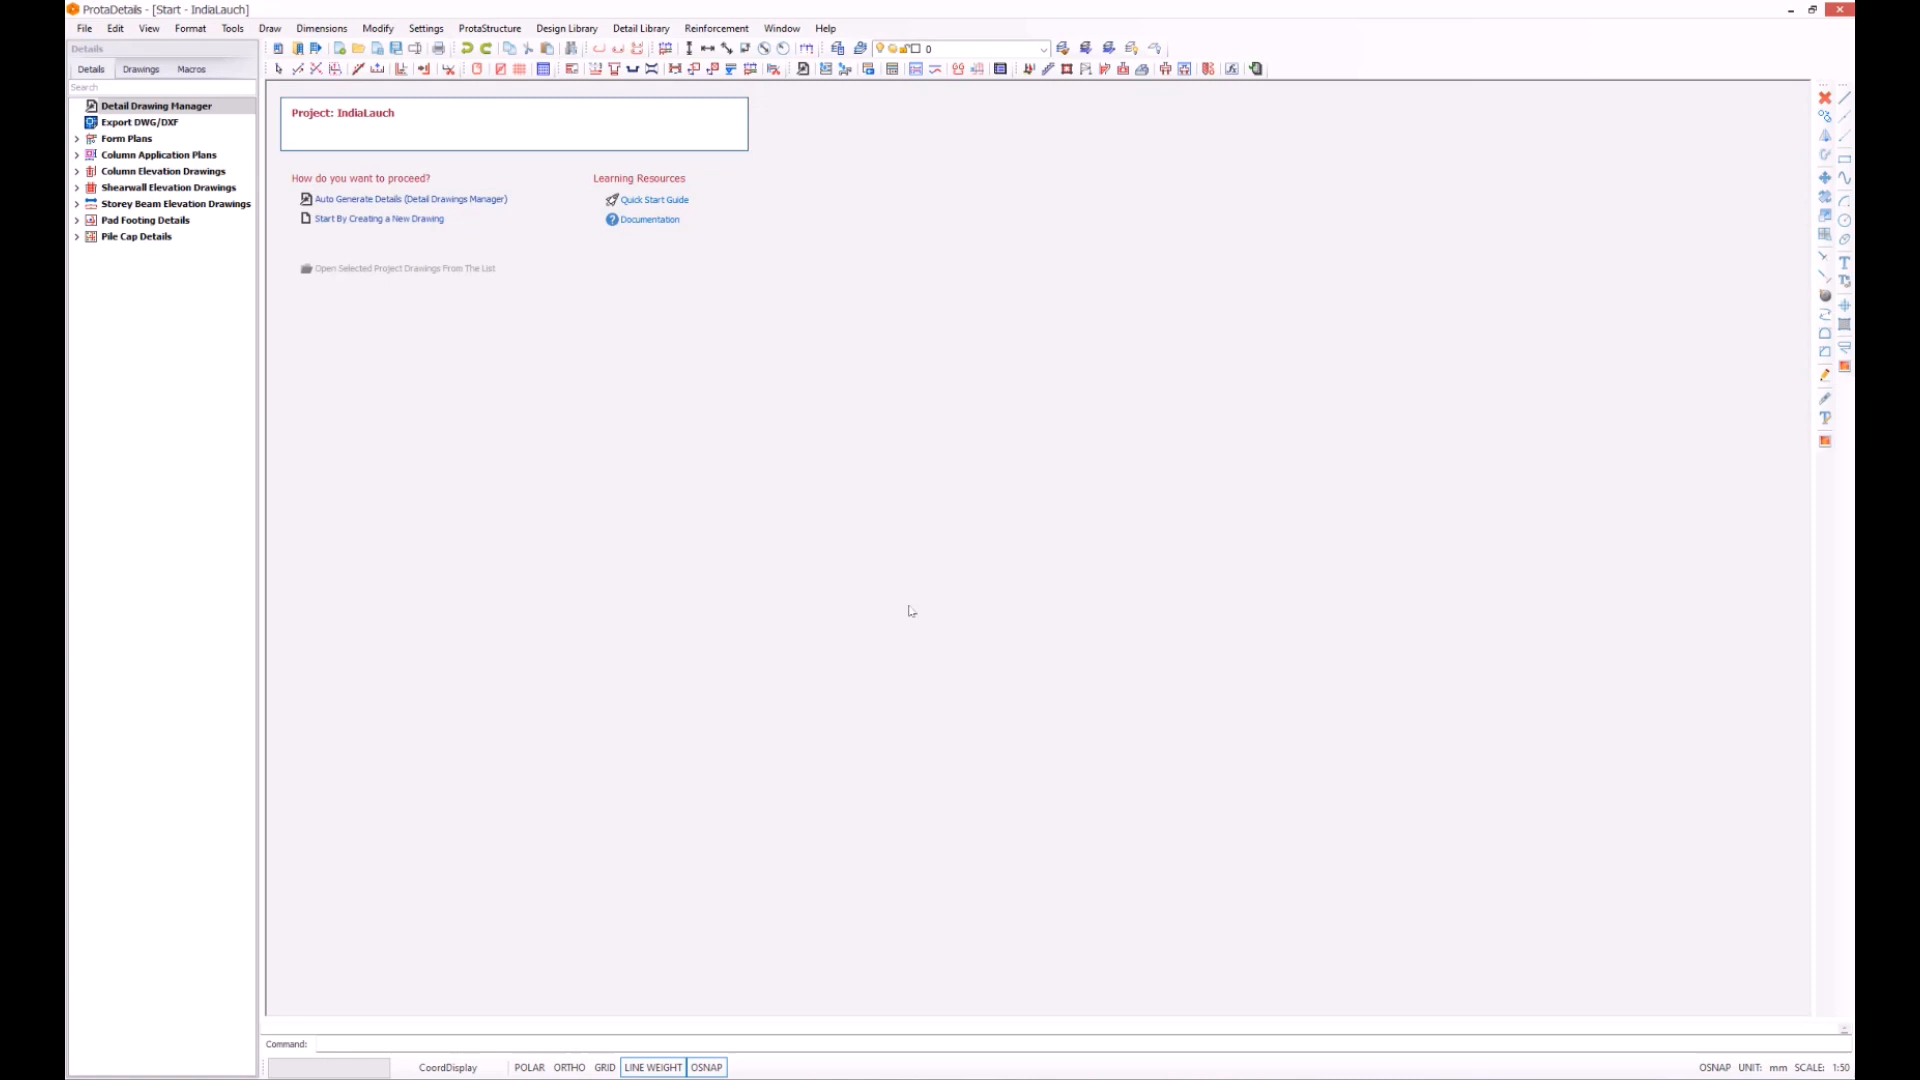 ProtaDetails - [Start - IndiaLauch]
File Edit View Format Tools Draw Dimensions Modify Settings ProtaStructure Design Library Detail Library Reinforcement Window Help
Details
0
Details Drawings Macros
Search
Detail Drawing Manager
Export DWG/DXF
Form Plans
Column Application Plans
Column Elevation Drawings
Shearwall Elevation Drawings
Storey Beam Elevation Drawings
Pad Footing Details
Pile Cap Details
Project: IndiaLauch
How do you want to proceed?
Auto Generate Details (Detail Drawings Manager)
Start By Creating a New Drawing
Open Selected Project Drawings From The List
Learning Resources
Quick Start Guide
Documentation
Command:
CoordDisplay POLAR ORTHO GRID LINE WEIGHT OSNAP OSNAP UNIT: mm SCALE: 1:50